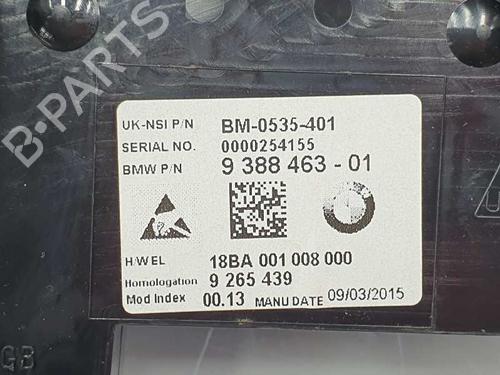 B-PARTS
UK-NSI P/N BM-0535-401
SERIAL NO. 0000254155
BMW P/N 9 388 463 - 01
H/W EL 18BA 001 008 000
Homologation 9 265 439
Mod Index 00.13 MANU DATE 09/03/2015
GB